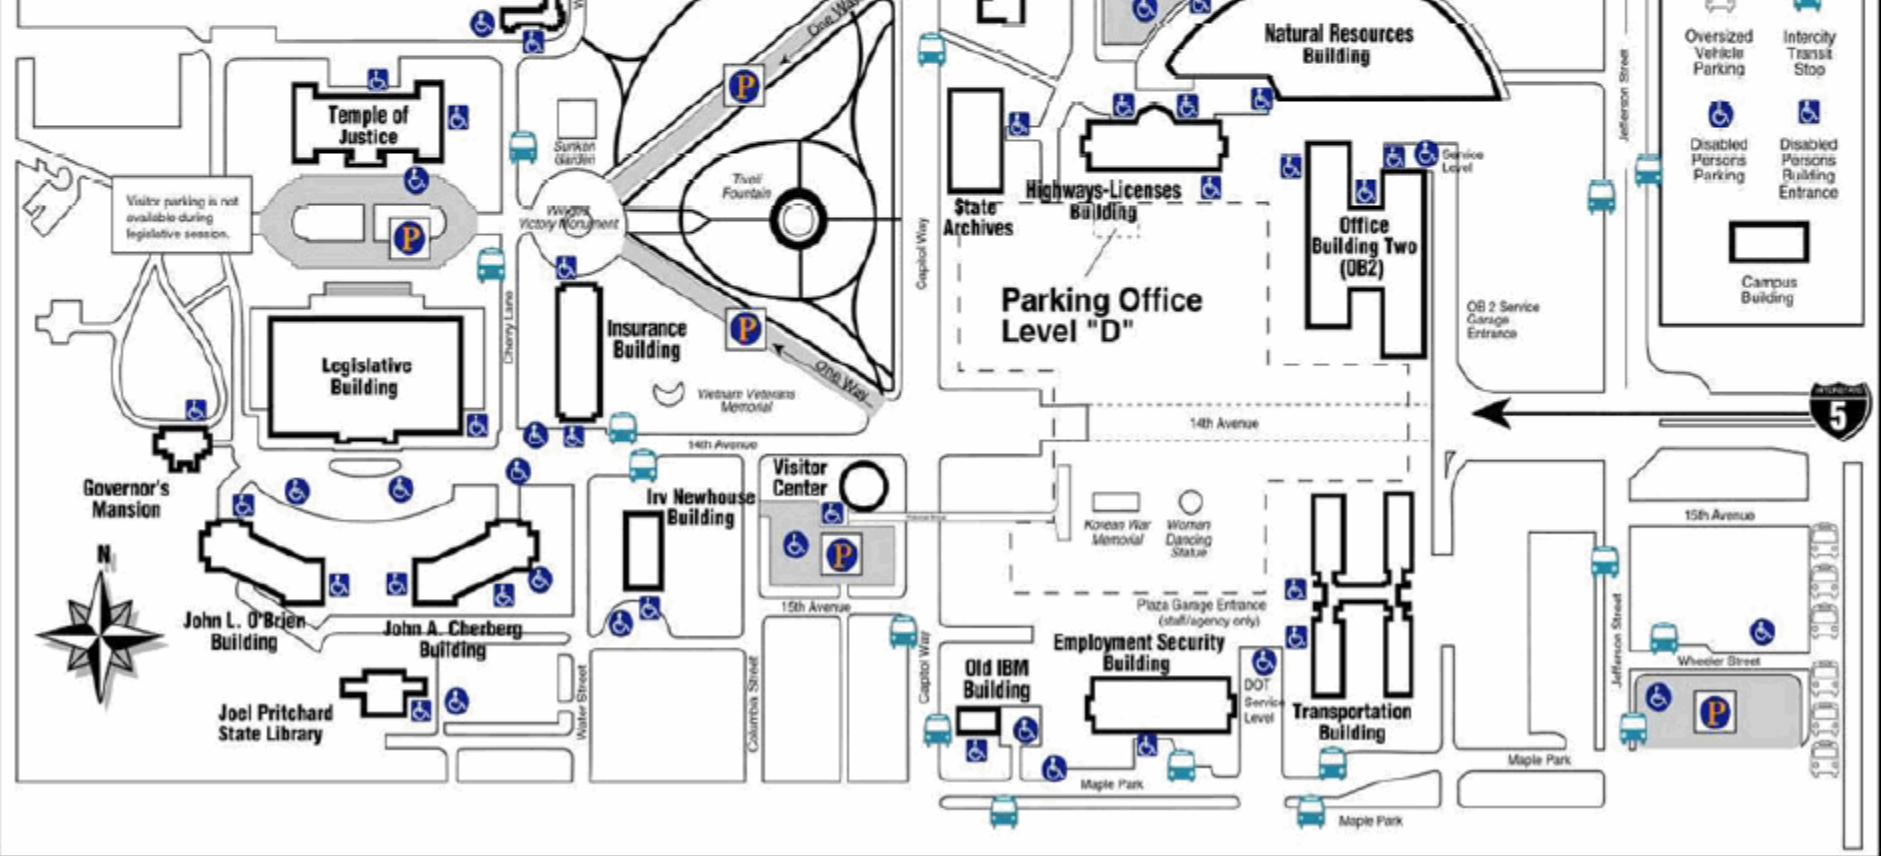 One Way
Natural Resources
Building
Oversized
Vehicle
Parking
Intercity
Transit
Stop
Jefferson Street
Temple of
Justice
Sunken
Garden
Disabled
Persons
Parking
Disabled
Persons
Building
Entrance
Service
Level
Visitor parking is not
available during
legislative session.
P
P
Tivoli
Fountain
Winged
Victory Monument
State
Archives
Highways-Licenses
Building
Capitol Way
Office
Building Two
(OB2)
Campus
Building
Parking Office
Level "D"
OB 2 Service
Garage
Entrance
Cherry Lane
Insurance
Building
P
One Way
Legislative
Building
Vietnam Veterans
Memorial
14th Avenue
14th Avenue
INTERSTATE
5
Governor's
Mansion
Visitor
Center
Irv Newhouse
Building
P
Korean War
Memorial
Woman
Dancing
Statue
15th Avenue
N
John L. O'Brien
Building
John A. Cherberg
Building
15th Avenue
Plaza Garage Entrance
(staff/agency only)
Employment Security
Building
Old IBM
Building
Capitol Way
Jefferson Street
Wheeler Street
P
DOT
Service
Level
Transportation
Building
Joel Pritchard
State Library
Water Street
Columbia Street
Maple Park
Maple Park
Maple Park